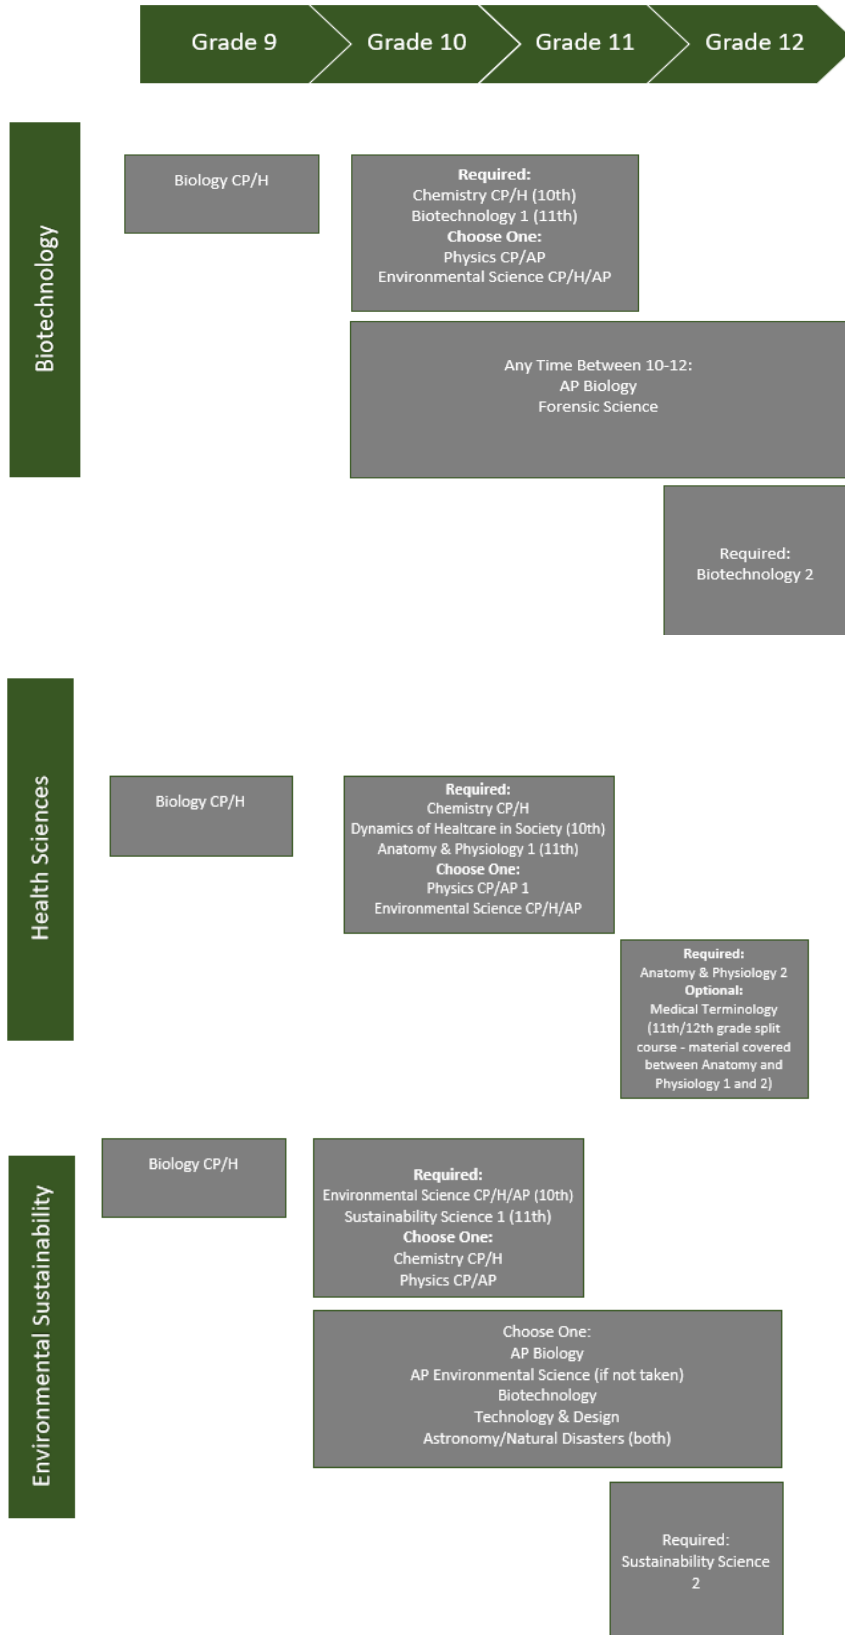 Grade 9
Grade 10
Grade 11
Grade 12
Biotechnology
Biology CP/H
Required:
Chemistry CP/H (10th)
Biotechnology 1 (11th)
Choose One:
Physics CP/AP
Environmental Science CP/H/AP
Any Time Between 10-12:
AP Biology
Forensic Science
Required:
Biotechnology 2
Health Sciences
Biology CP/H
Required:
Chemistry CP/H
Dynamics of Healtcare in Society (10th)
Anatomy & Physiology 1 (11th)
Choose One:
Physics CP/AP 1
Environmental Science CP/H/AP
Required:
Anatomy & Physiology 2
Optional:
Medical Terminology
(11th/12th grade split
course - material covered
between Anatomy and
Physiology 1 and 2)
Environmental Sustainability
Biology CP/H
Required:
Environmental Science CP/H/AP (10th)
Sustainability Science 1 (11th)
Choose One:
Chemistry CP/H
Physics CP/AP
Choose One:
AP Biology
AP Environmental Science (if not taken)
Biotechnology
Technology & Design
Astronomy/Natural Disasters (both)
Required:
Sustainability Science
2